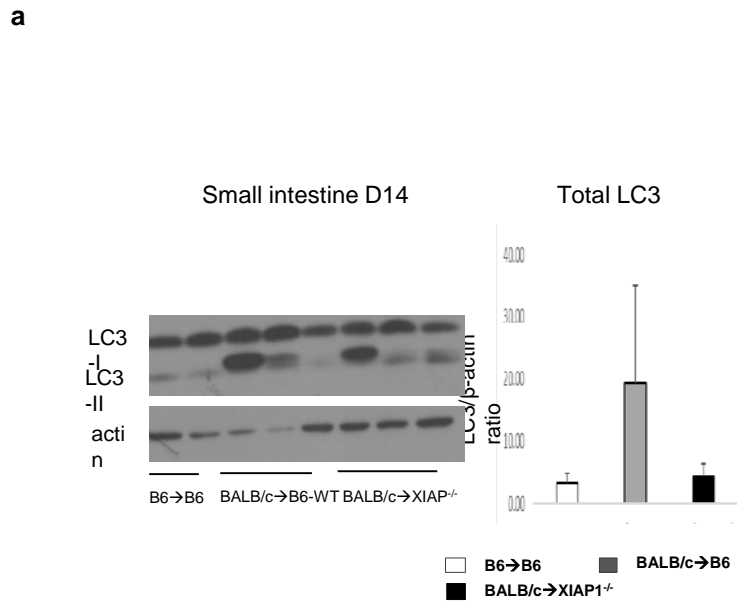 a
Small intestine D14
Total LC3
40.00
30.00
20.00
10.00
0.00
LC3/β-actin
ratio
LC3
-I
LC3
-II
acti
n
B6→B6
BALB/c→B6-WT
BALB/c→XIAP-/-
B6→B6
BALB/c→B6
BALB/c→XIAP1-/-